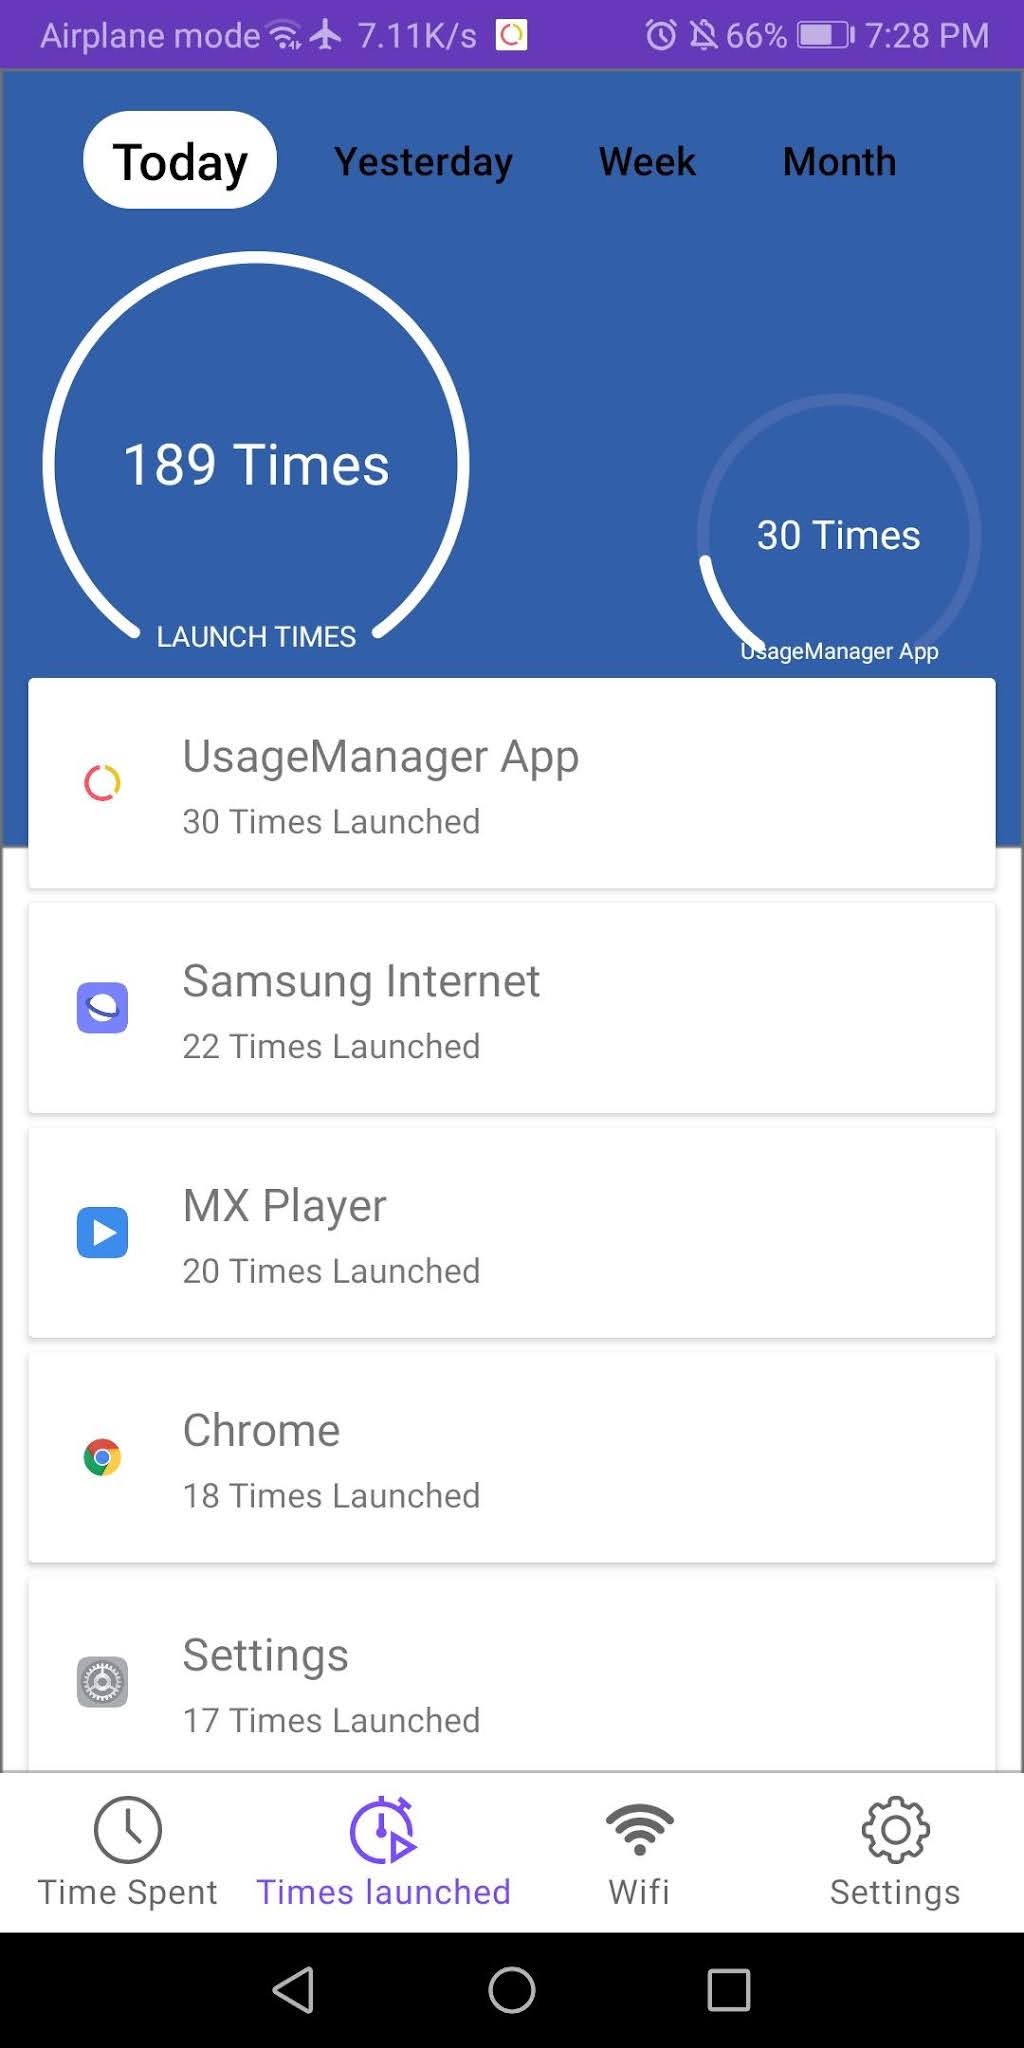 Airplane mode 7.11K/s 66% 7:28 PM
Today Yesterday Week Month
189 Times
30 Times
LAUNCH TIMES
UsageManager App
UsageManager App
30 Times Launched
Samsung Internet
22 Times Launched
MX Player
20 Times Launched
Chrome
18 Times Launched
Settings
17 Times Launched
Time Spent Times launched Wifi Settings